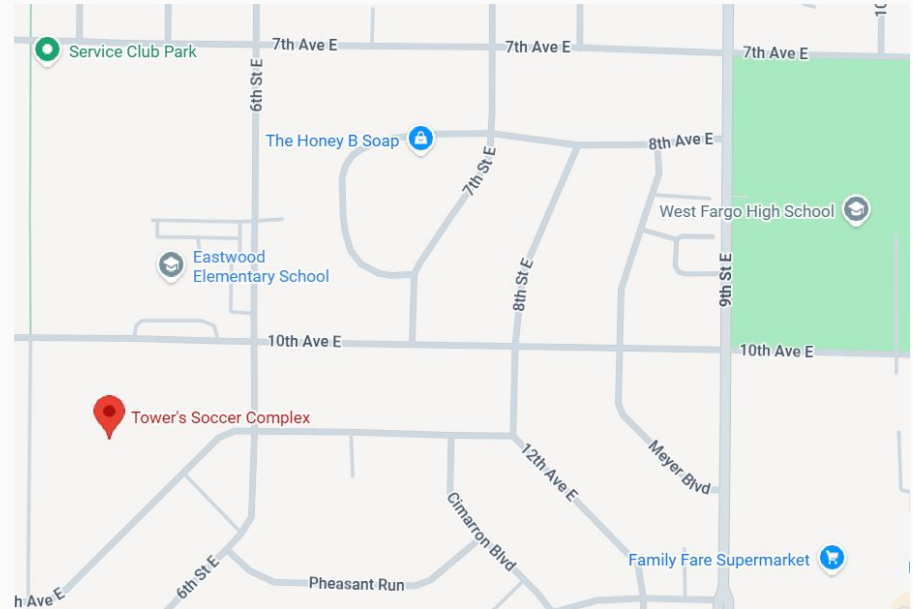 10
7th Ave E
7th Ave E
7th Ave E
Service Club Park
6th St E
The Honey B Soap
8th Ave E
7th St E
West Fargo High School
Eastwood
Elementary School
8th St E
9th St E
10th Ave E
10th Ave E
Tower's Soccer Complex
12th Ave E
Meyer Blvd
Cimarron Blvd
Family Fare Supermarket
6th St E
Pheasant Run
h Ave E